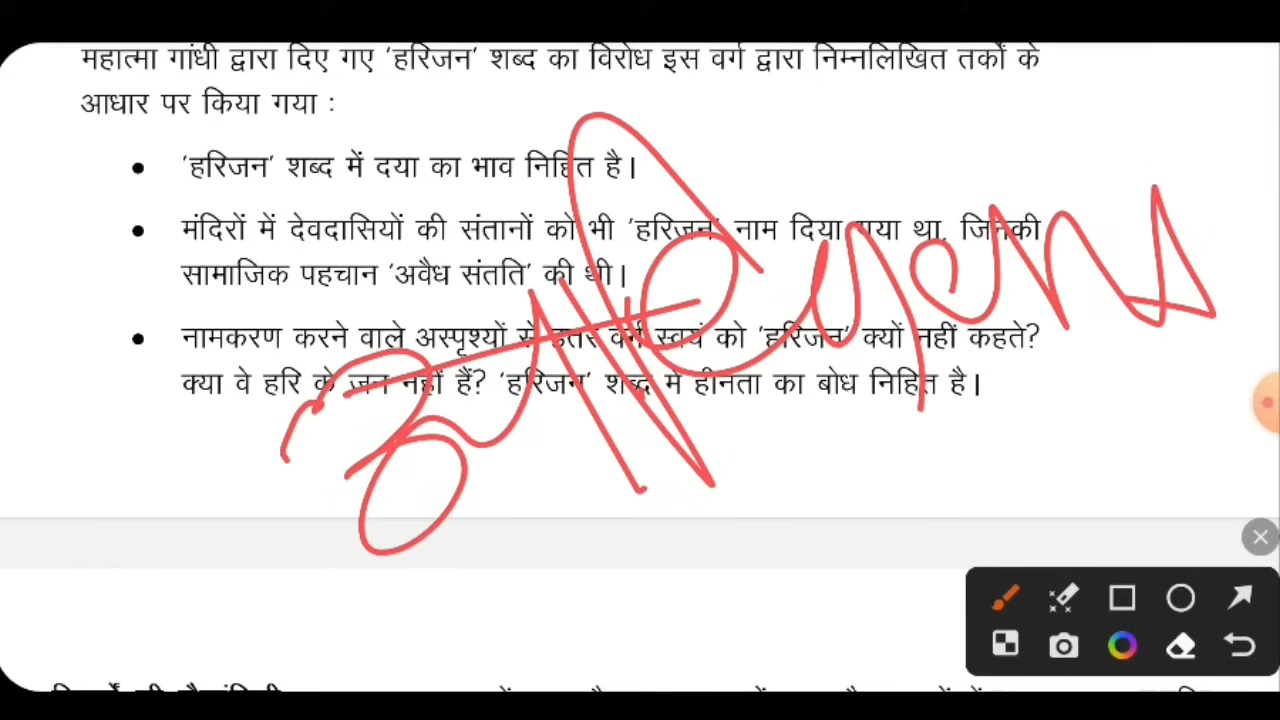 महात्मा गांधी द्वारा दिए गए 'हरिजन' शब्द का विरोध इस वर्ग द्वारा निम्नलिखित तर्कों के
आधार पर किया गया :
• 'हरिजन' शब्द में दया का भाव निहित है।
• मंदिरों में देवदासियों की संतानों को भी 'हरिजन' नाम दिया गया था, जिनकी
सामाजिक पहचान 'अवैध संतति' की थी।
• नामकरण करने वाले अस्पृश्यों से इतर वर्ग स्वयं को 'हरिजन' क्यों नहीं कहते?
क्या वे हरि के जन नहीं हैं? 'हरिजन' शब्द में हीनता का बोध निहित है।